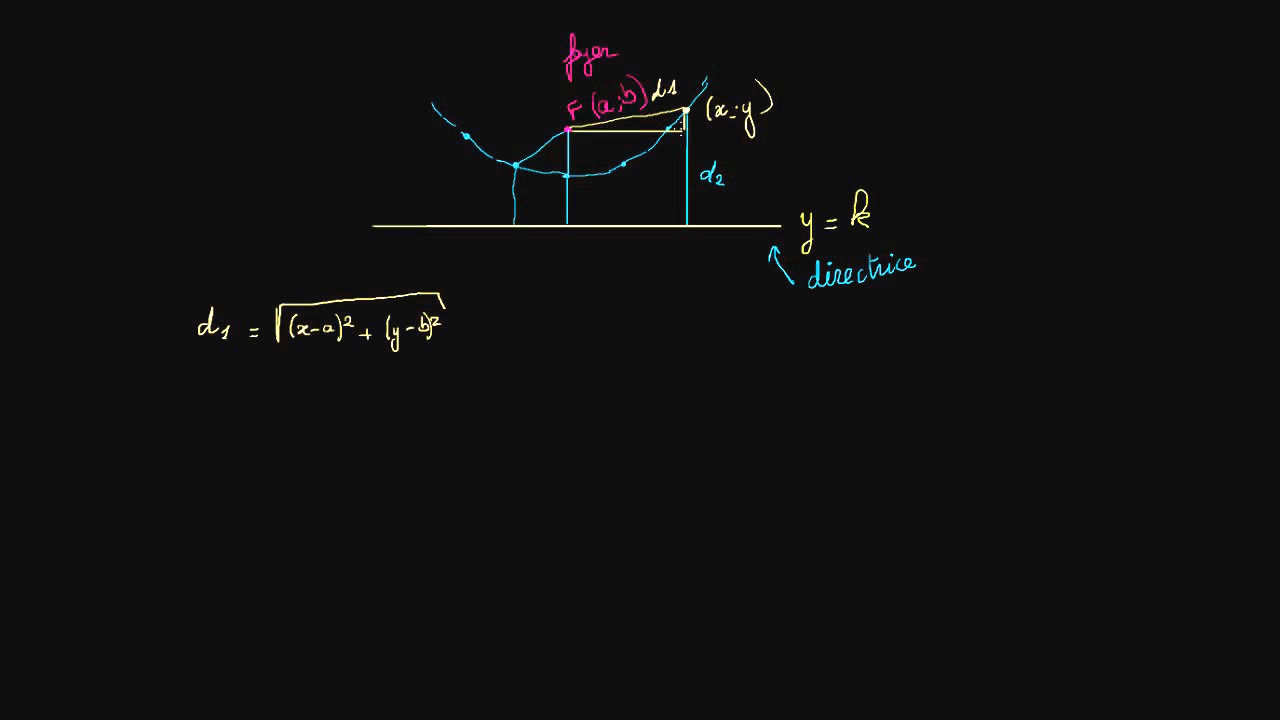 foyer
F (a;b)
d1
(x;y)
d2
y = k
directrice
d1 = √((x-a)² + (y-b)²